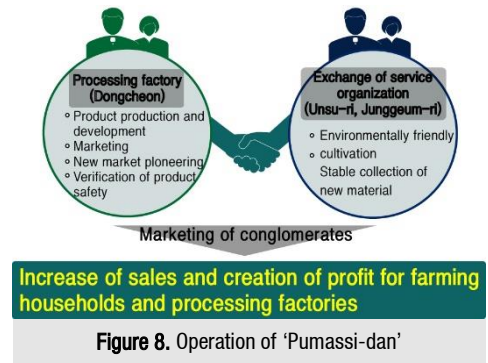 Processing factory
(Dongcheon)
Product production and
development
Marketing
New market ploneering
Verification of product
safety
Exchange of service
organization
(Unsu-ri, Junggeum-ri)
Environmentally friendly
cultivation
Stable collection of
new material
Marketing of conglomerates
Increase of sales and creation of profit for farming
households and processing factories
Figure 8. Operation of ‘Pumassi-dan’